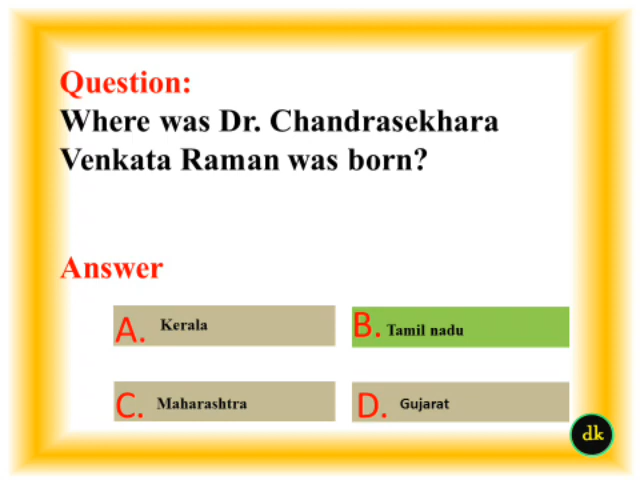 Question:
Where was Dr. Chandrasekhara
Venkata Raman was born?
Answer
A. Kerala
B. Tamil nadu
C. Maharashtra
D. Gujarat
dk